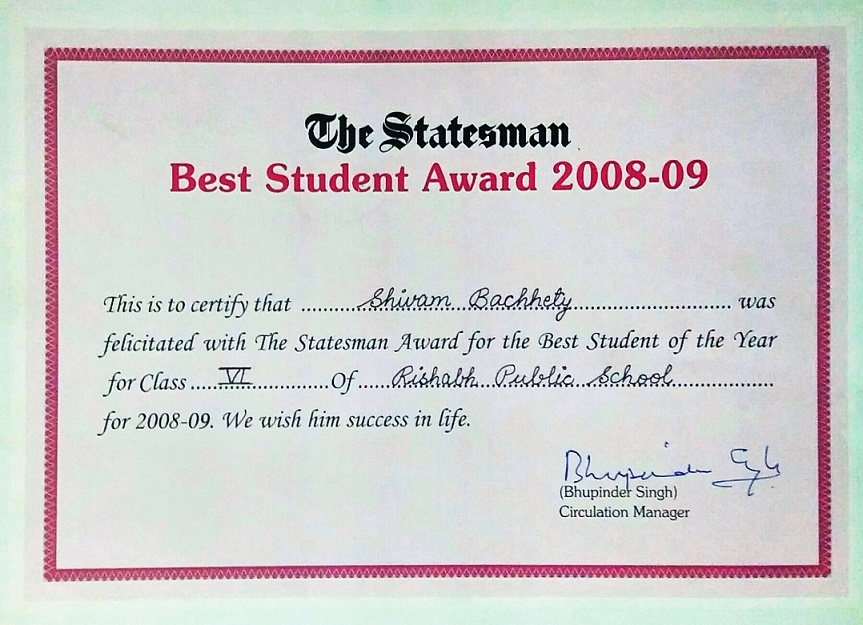 The Statesman
Best Student Award 2008-09
This is to certify that ............Shivam Bachhety.............................. was
felicitated with The Statesman Award for the Best Student of the Year
for Class .....VI...............Of.....Rishabh Public School...................
for 2008-09. We wish him success in life.
Bhupinder Singh
(Bhupinder Singh)
Circulation Manager